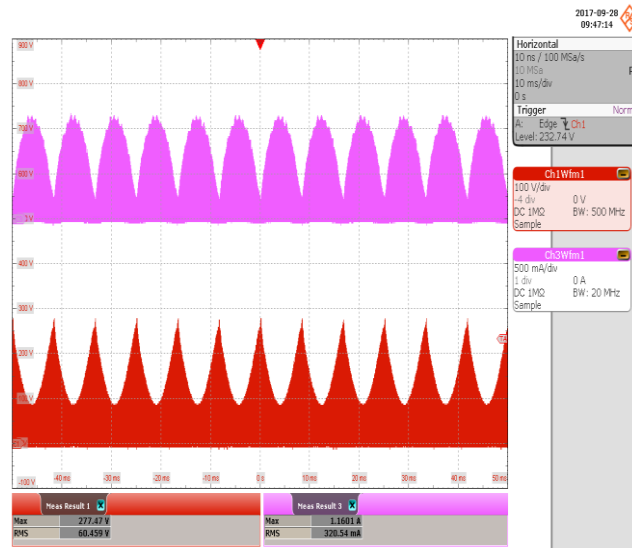 2017-09-28
09:47:14
Horizontal
10 ns / 100 MSa/s
10 MSa
10 ms/div
0 s
Trigger Norm
A: Edge Ch1
Level: 232.74 V
Ch1Wfm1
100 V/div
-4 div 0 V
DC 1MΩ BW: 500 MHz
Sample
Ch3Wfm1
500 mA/div
1 div 0 A
DC 1MΩ BW: 20 MHz
Sample
900 V
800 V
700 V
600 V
400 V
300 V
200 V
100 V
-100 V
-40 ms -30 ms -20 ms -10 ms 0 s 10 ms 20 ms 30 ms 40 ms 50 ms
TA
Meas Result 1 Meas Result 3
Max 277.47 V Max 1.1601 A
RMS 60.459 V RMS 320.54 mA